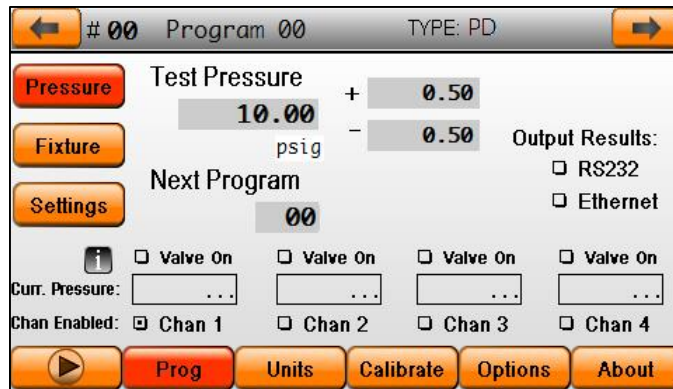 # 00 Program 00 TYPE: PD
Pressure
Test Pressure
+ 0.50
10.00
- 0.50
psig
Fixture
Output Results:
RS232
Next Program
Ethernet
Settings
00
i
Valve On Valve On Valve On Valve On
Curr. Pressure: ... ... ... ...
Chan Enabled: Chan 1 Chan 2 Chan 3 Chan 4
Prog Units Calibrate Options About